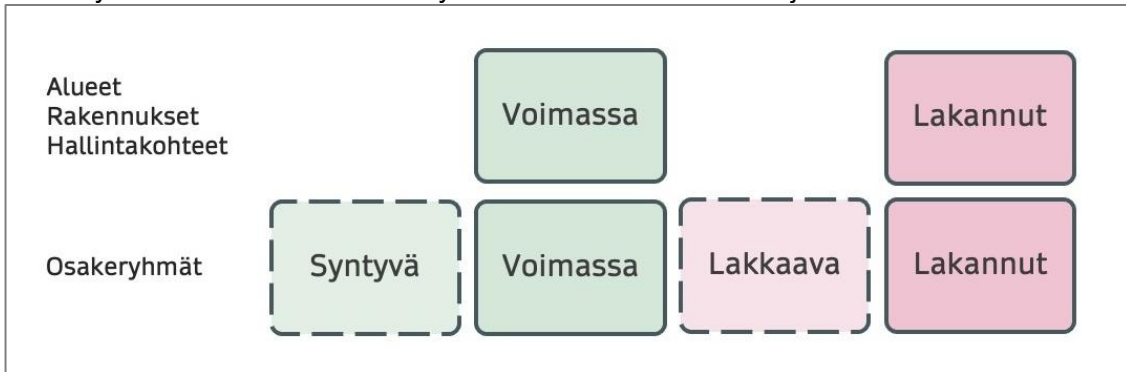 Alueet
Rakennukset
Hallintakohteet
Voimassa
Lakannut
Osakeryhmät
Syntyvä
Voimassa
Lakkaava
Lakannut